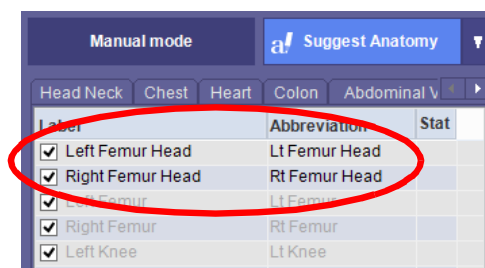 Manual mode
a! Suggest Anatomy
Head Neck Chest Heart Colon Abdominal V
Label Abbreviation Stat
Left Femur Head Lt Femur Head
Right Femur Head Rt Femur Head
Left Femur Lt Femur
Right Femur Rt Femur
Left Knee Lt Knee